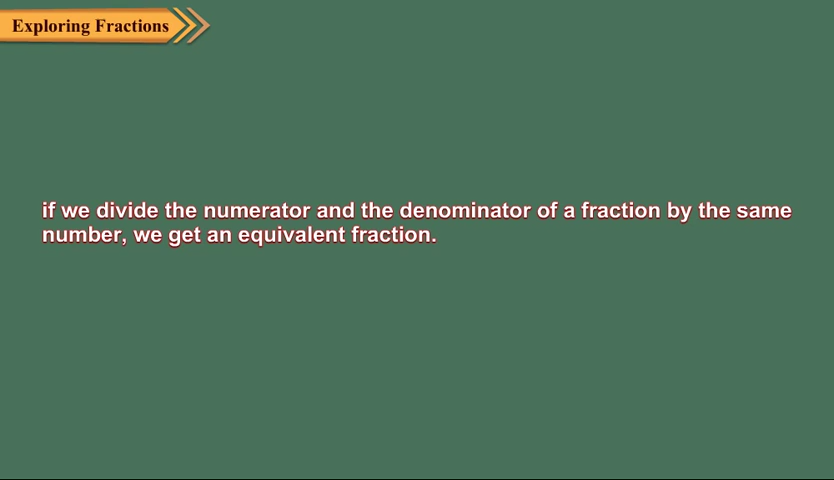 Exploring Fractions
if we divide the numerator and the denominator of a fraction by the same
number, we get an equivalent fraction.